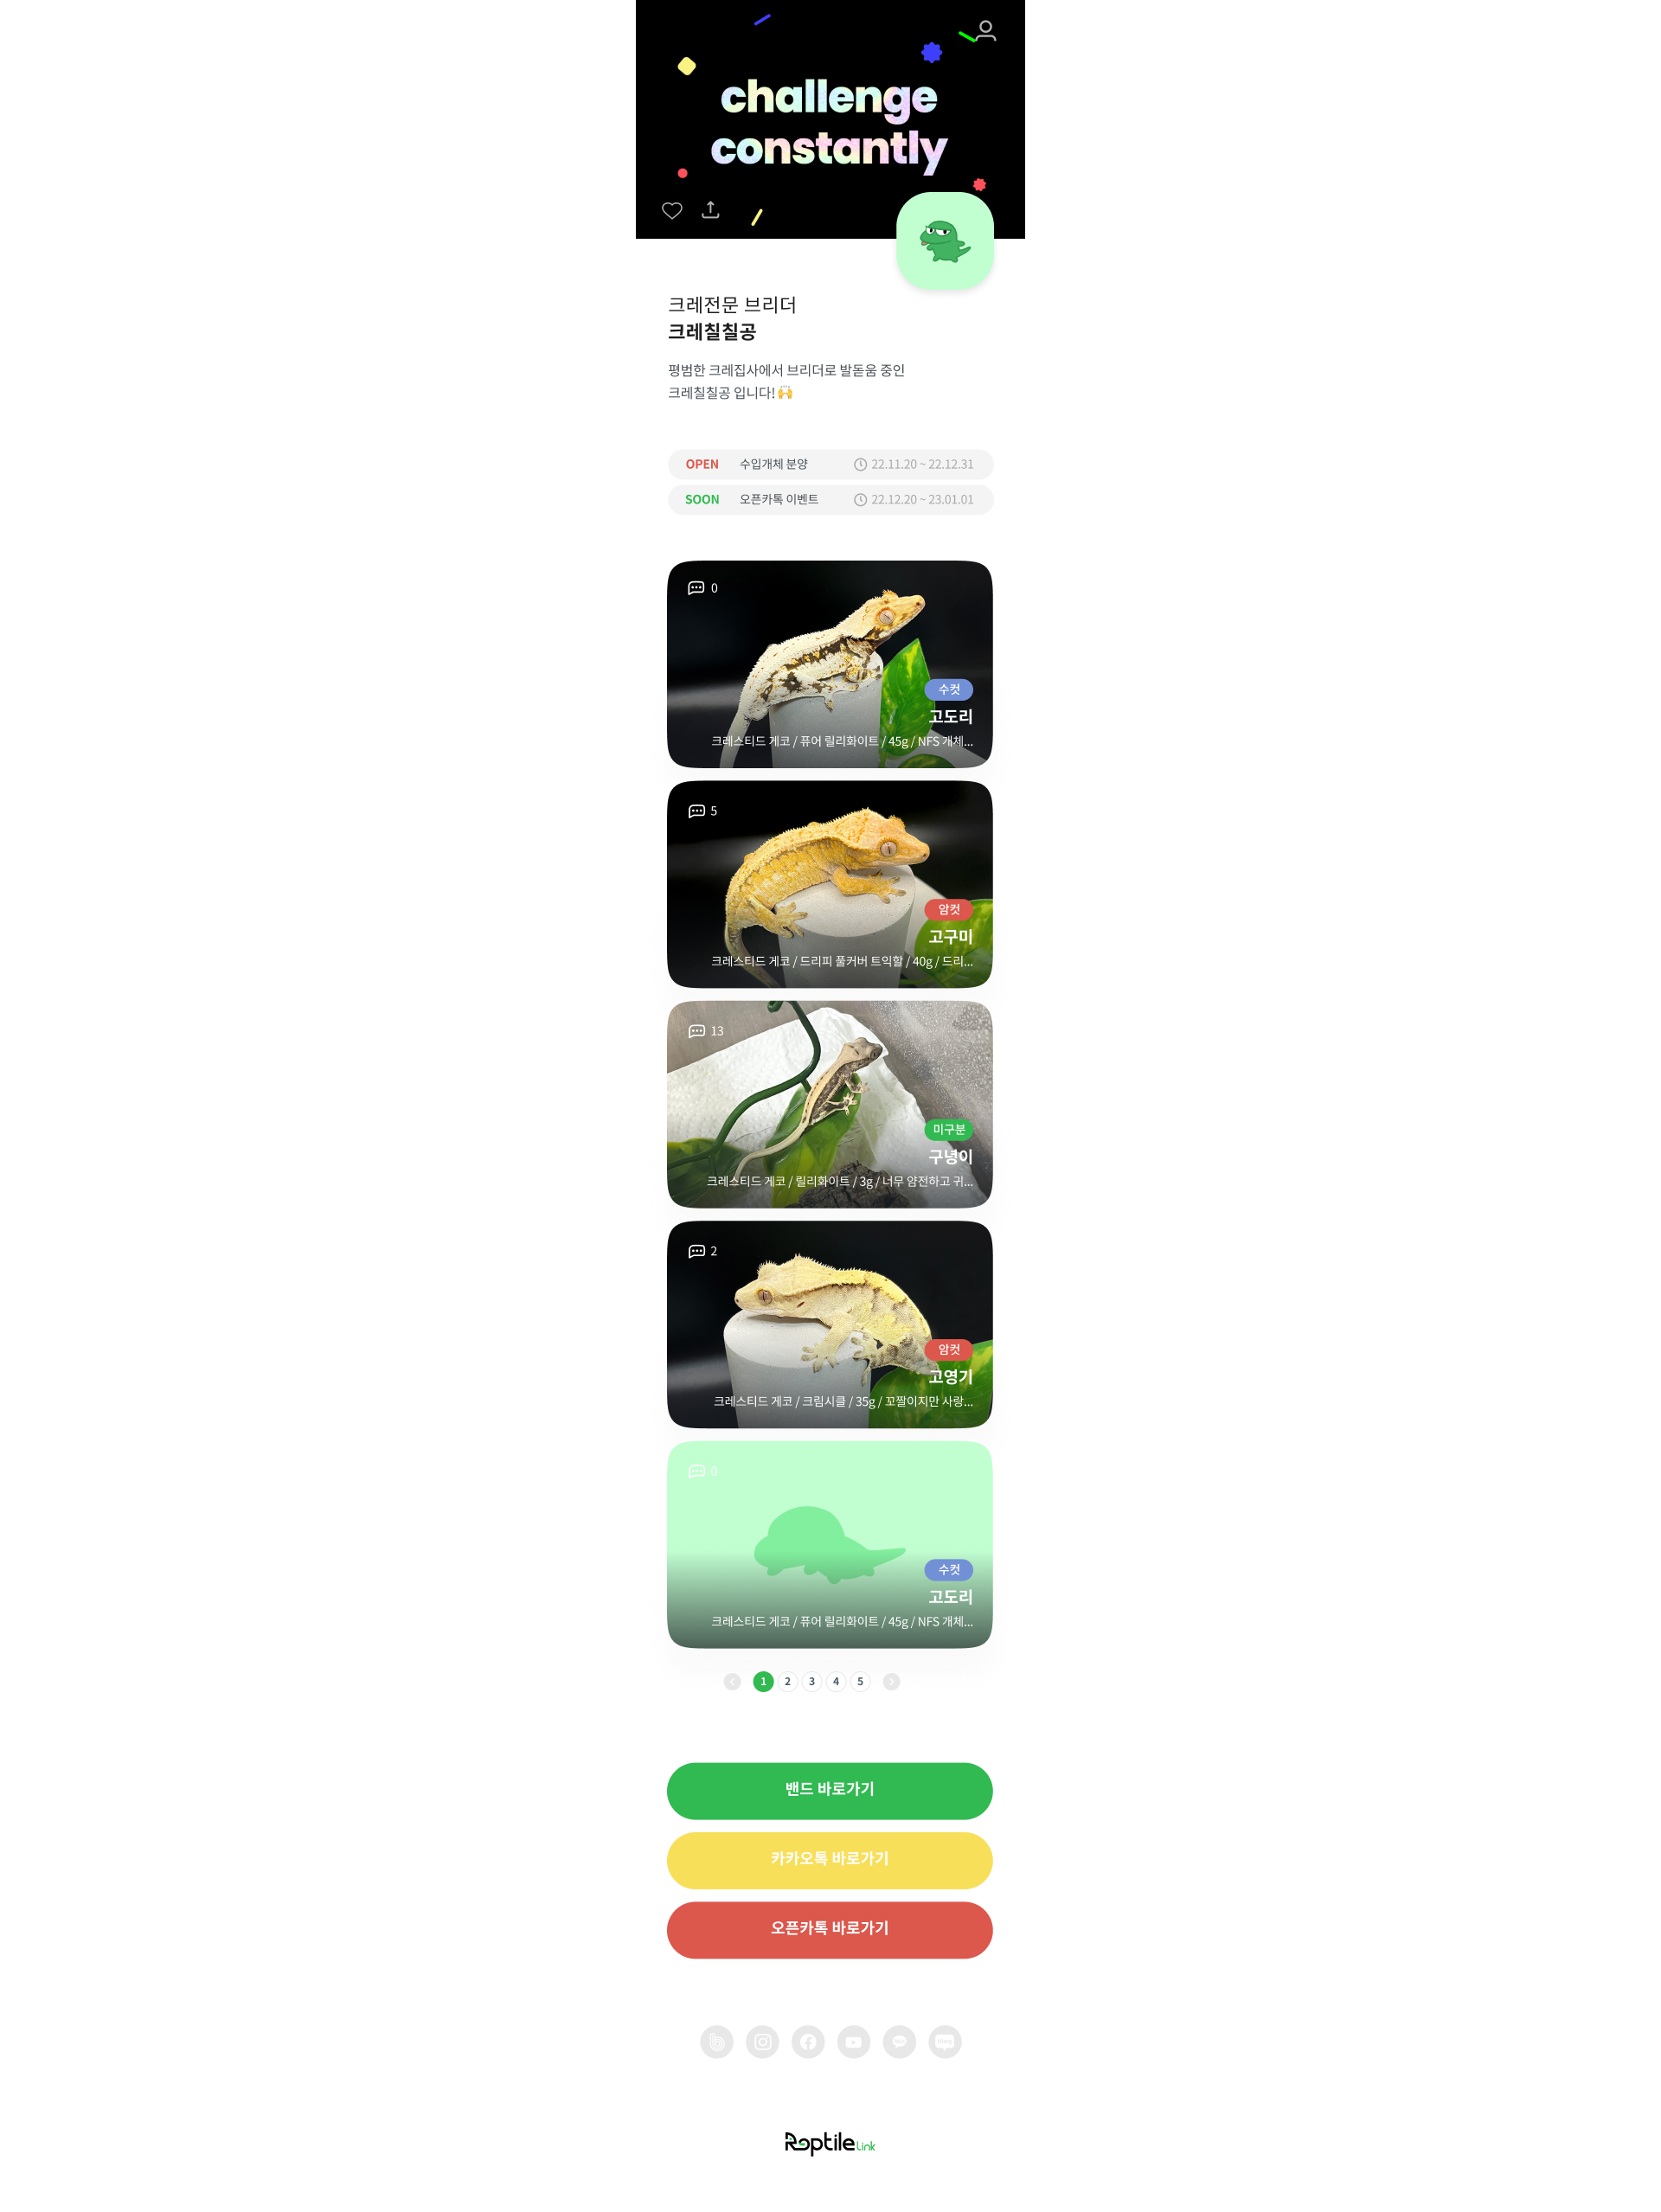 challenge
constantly
크레전문 브리더
크레칠칠공
평범한 크레집사에서 브리더로 발돋움 중인
크레칠칠공 입니다! 🙌
OPEN 수입개체 분양 22.11.20 ~ 22.12.31
SOON 오픈카톡 이벤트 22.12.20 ~ 23.01.01
0
수컷
고도리
크레스티드 게코 / 퓨어 릴리화이트 / 45g / NFS 개체...
5
암컷
고구미
크레스티드 게코 / 드리피 풀커버 트익할 / 40g / 드리...
13
미구분
구녕이
크레스티드 게코 / 릴리화이트 / 3g / 너무 얌전하고 귀...
2
암컷
고영기
크레스티드 게코 / 크림시클 / 35g / 꼬짤이지만 사랑...
0
수컷
고도리
크레스티드 게코 / 퓨어 릴리화이트 / 45g / NFS 개체...
1 2 3 4 5
밴드 바로가기
카카오톡 바로가기
오픈카톡 바로가기
Reptile Link